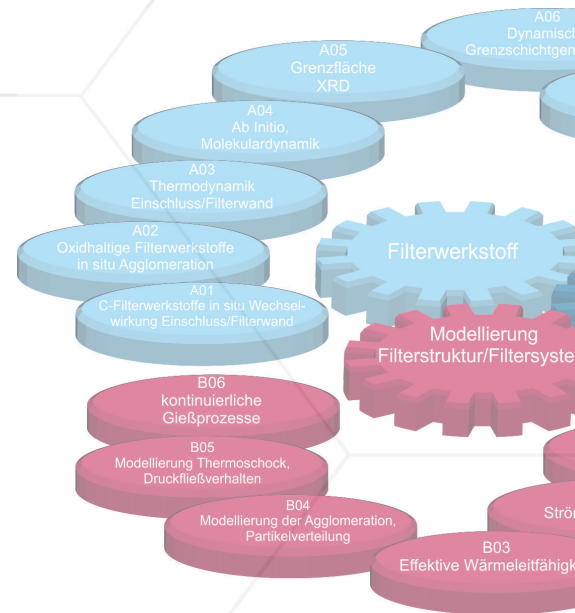 A06
Dynamisch
Grenzschichtgen
A05
Grenzfläche
XRD
A04
Ab Initio,
Molekulardynamik
A03
Thermodynamik
Einschluss/Filterwand
A02
Oxidhaltige Filterwerkstoffe
in situ Agglomeration
A01
C-Filterwerkstoffe in situ Wechsel-
wirkung Einschluss/Filterwand
Filterwerkstoff
Modellierung
Filterstruktur/Filtersyste
B06
kontinuierliche
Gießprozesse
B05
Modellierung Thermoschock,
Druckfließverhalten
B04
Modellierung der Agglomeration,
Partikelverteilung
Strör
B03
Effektive Wärmeleitfähigk